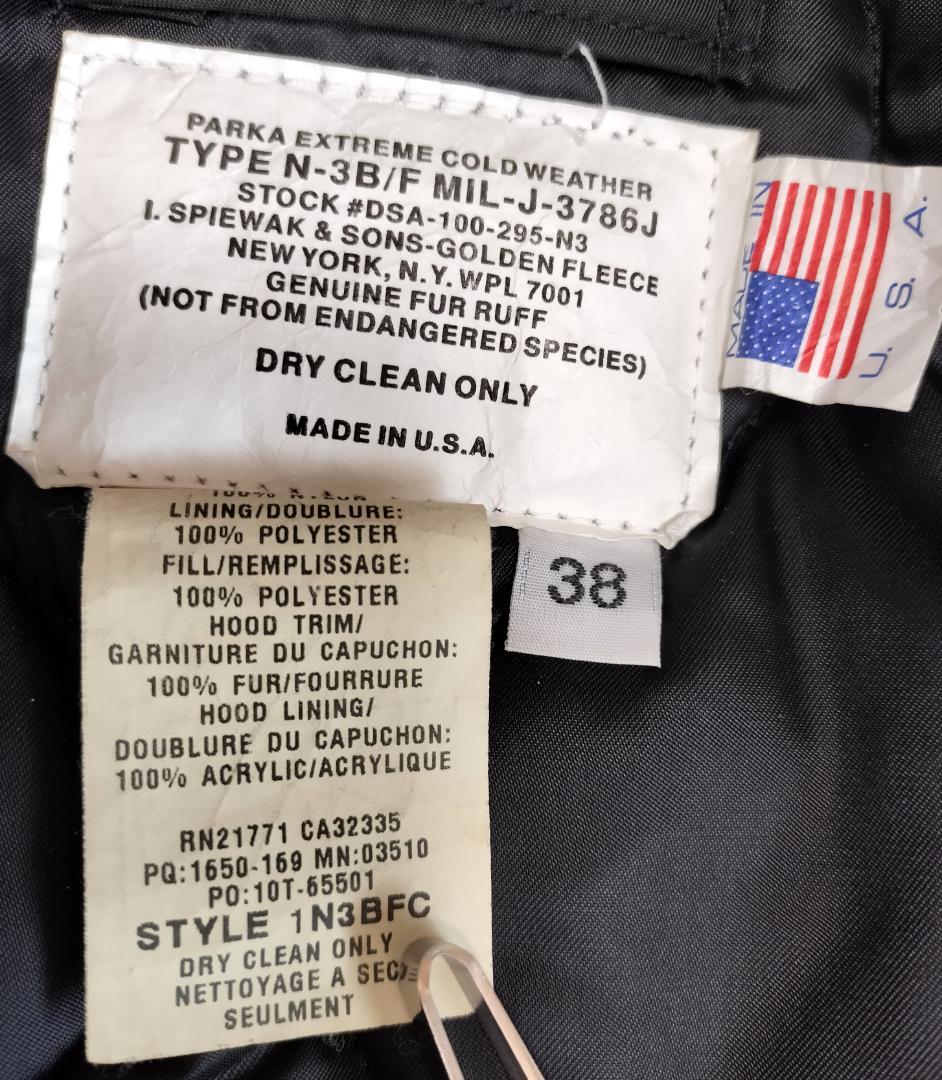 PARKA EXTREME COLD WEATHER
TYPE N-3B/F MIL-J-3786J
STOCK #DSA-100-295-N3
I. SPIEWAK & SONS-GOLDEN FLEECE
NEW YORK, N.Y. WPL 7001
GENUINE FUR RUFF
(NOT FROM ENDANGERED SPECIES)
DRY CLEAN ONLY
MADE IN U.S.A.
MADE IN
U. S. A.
38
100% NYLON
LINING/DOUBLURE:
100% POLYESTER
FILL/REMPLISSAGE:
100% POLYESTER
HOOD TRIM/
GARNITURE DU CAPUCHON:
100% FUR/FOURRURE
HOOD LINING/
DOUBLURE DU CAPUCHON:
100% ACRYLIC/ACRYLIQUE
RN21771 CA32335
PQ:1650-169 MN:03510
PO:10T-65501
STYLE 1N3BFC
DRY CLEAN ONLY
NETTOYAGE A SEC
SEULMENT